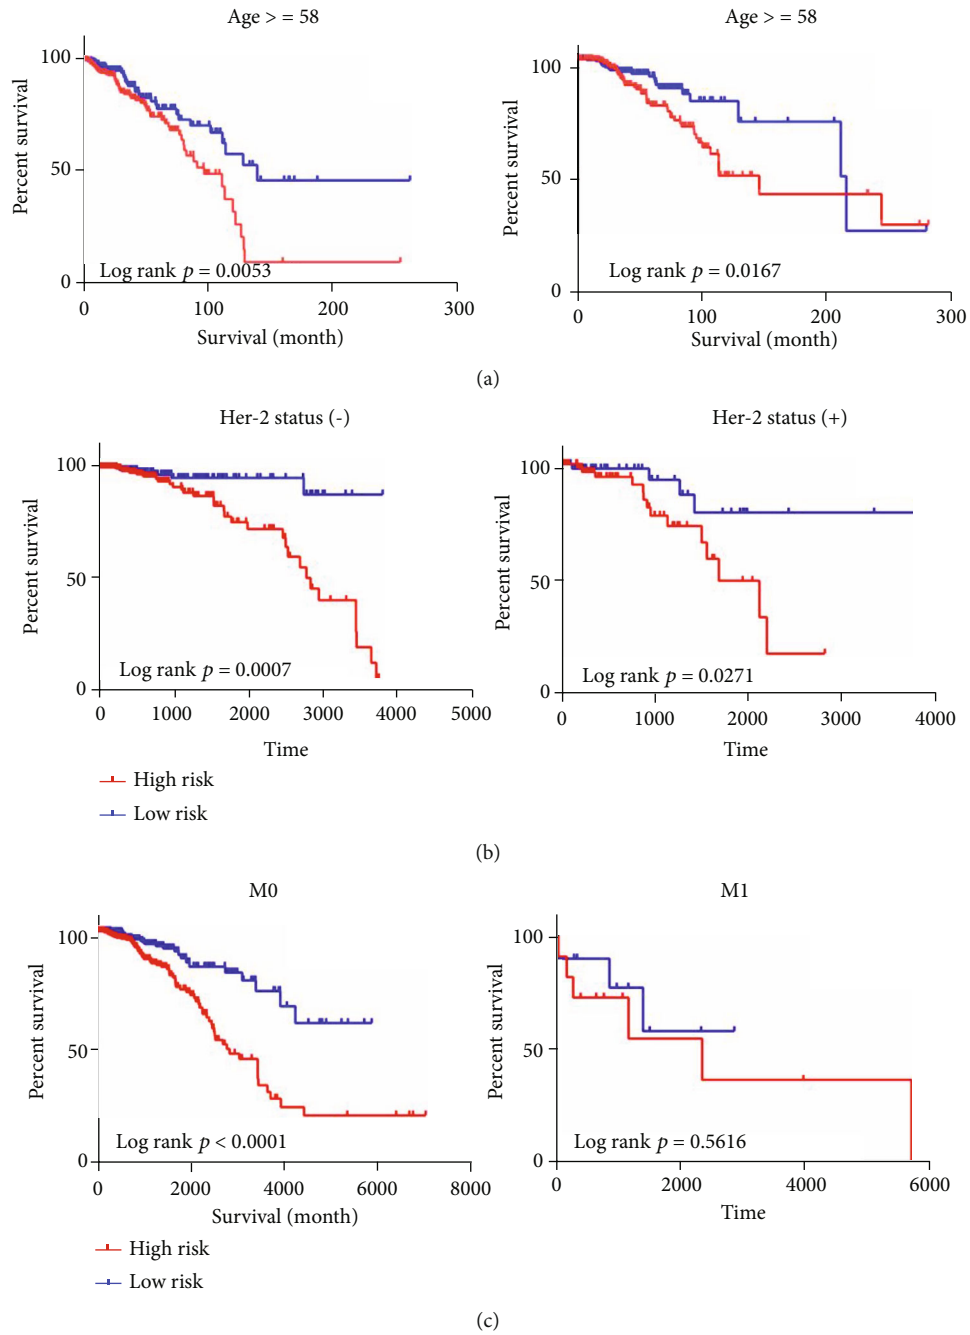 Age > = 58
Percent survival
100
50
0
Log rank p = 0.0053
0 100 200 300
Survival (month)
Age > = 58
Percent survival
100
50
0
Log rank p = 0.0167
0 100 200 300
Survival (month)
(a)
Her-2 status (-)
Percent survival
100
50
0
Log rank p = 0.0007
0 1000 2000 3000 4000 5000
Time
Her-2 status (+)
Percent survival
100
50
0
Log rank p = 0.0271
0 1000 2000 3000 4000
Time
High risk
Low risk
(b)
M0
Percent survival
100
50
0
Log rank p < 0.0001
0 2000 4000 6000 8000
Survival (month)
M1
Percent survival
100
50
0
Log rank p = 0.5616
0 2000 4000 6000
Time
High risk
Low risk
(c)